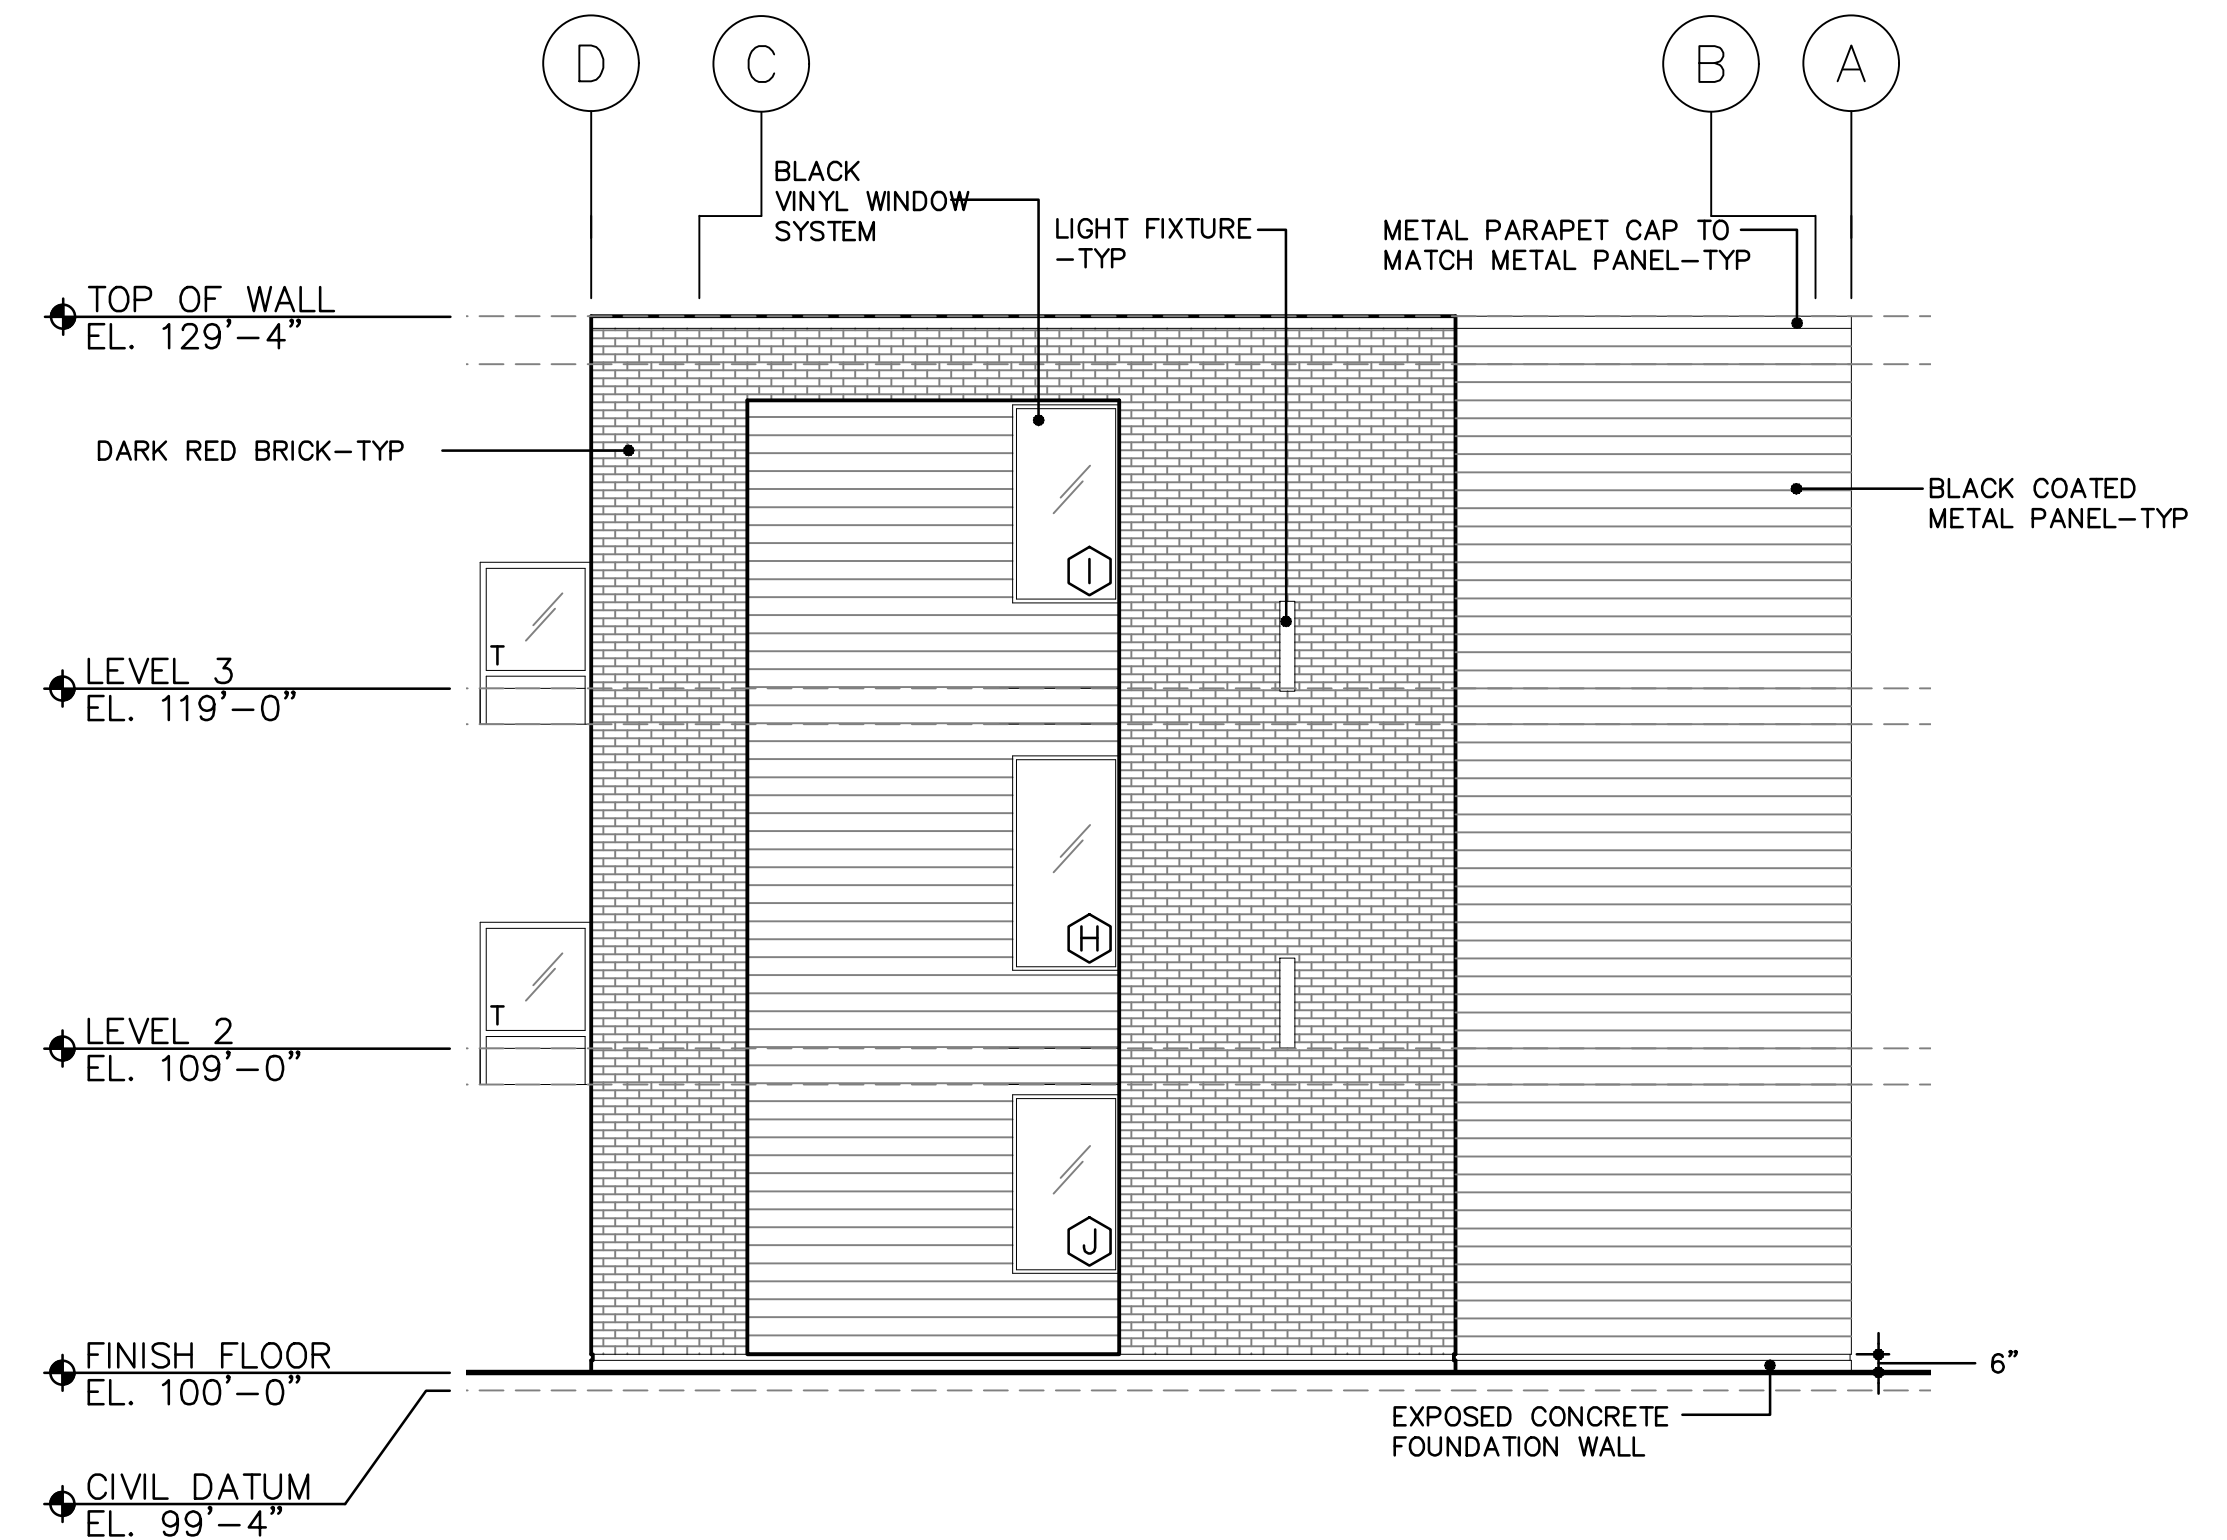 D
C
B
A
BLACK
VINYL WINDOW
SYSTEM
LIGHT FIXTURE
-TYP
METAL PARAPET CAP TO
MATCH METAL PANEL-TYP
TOP OF WALL
EL. 129'-4"
DARK RED BRICK-TYP
BLACK COATED
METAL PANEL-TYP
I
T
LEVEL 3
EL. 119'-0"
H
T
LEVEL 2
EL. 109'-0"
J
FINISH FLOOR
EL. 100'-0"
6"
EXPOSED CONCRETE
FOUNDATION WALL
CIVIL DATUM
EL. 99'-4"